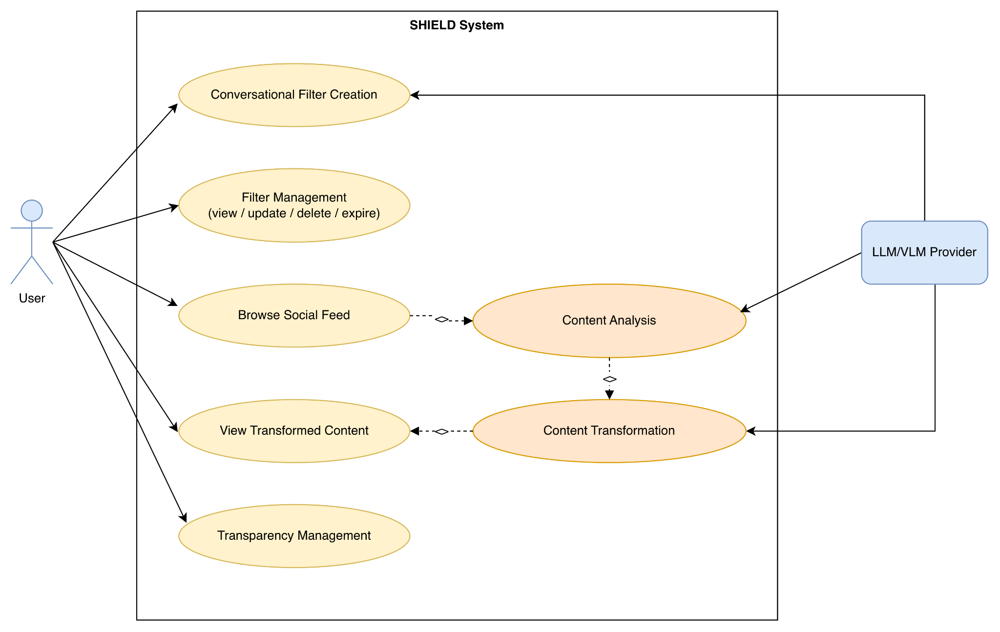 SHIELD System
Conversational Filter Creation
Filter Management
(view / update / delete / expire)
LLM/VLM Provider
User
Browse Social Feed
Content Analysis
View Transformed Content
Content Transformation
Transparency Management